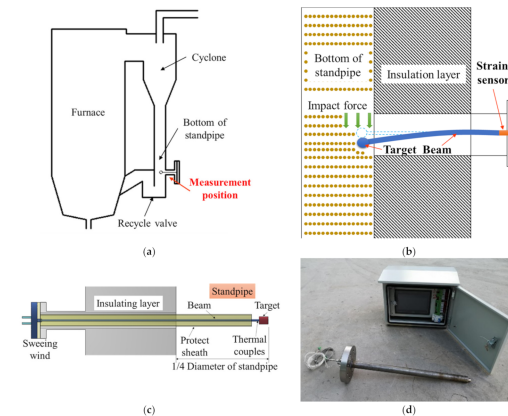 Cyclone
Furnace
Bottom of
standpipe
Measurement
position
Recycle valve
(a)
Bottom of
standpipe
Insulation layer
Strain
sensor
Impact force
Target Beam
(b)
Standpipe
Insulating layer
Beam
Target
Sweeing
wind
Protect
sheath
Thermal
couples
1/4 Diameter of standpipe
(c)
(d)